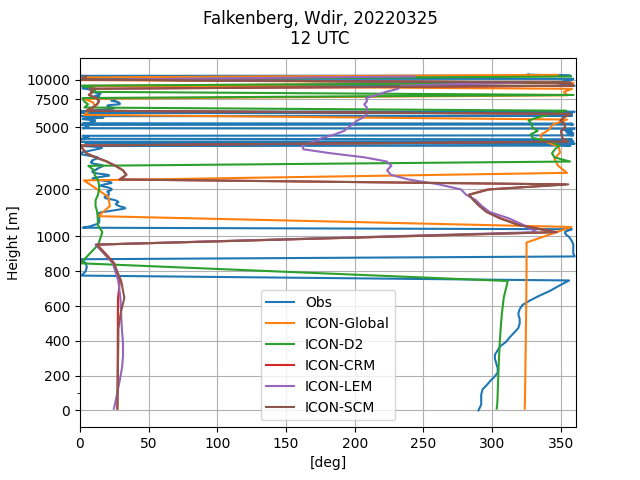 Falkenberg, Wdir, 20220325
12 UTC
Height [m]
10000
7500
5000
2000
1000
800
600
400
200
0
Obs
ICON-Global
ICON-D2
ICON-CRM
ICON-LEM
ICON-SCM
0 50 100 150 200 250 300 350
[deg]